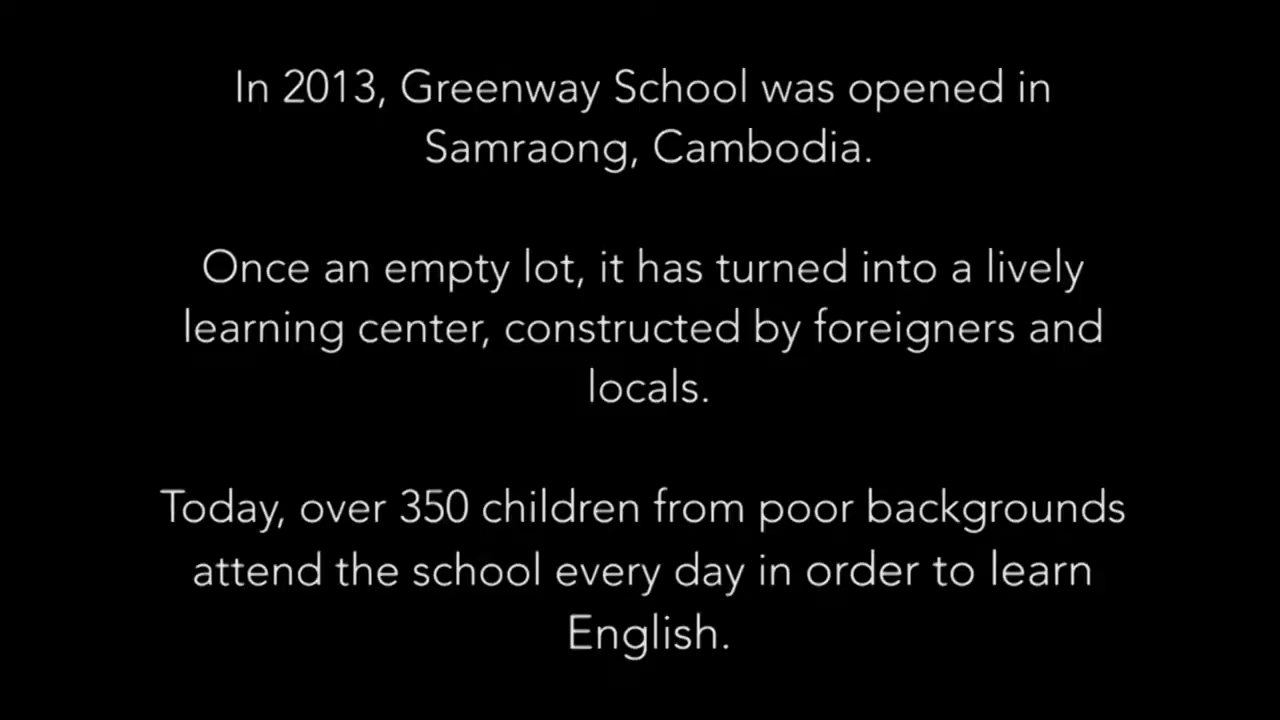 In 2013, Greenway School was opened in
Samraong, Cambodia.
Once an empty lot, it has turned into a lively
learning center, constructed by foreigners and
locals.
Today, over 350 children from poor backgrounds
attend the school every day in order to learn
English.